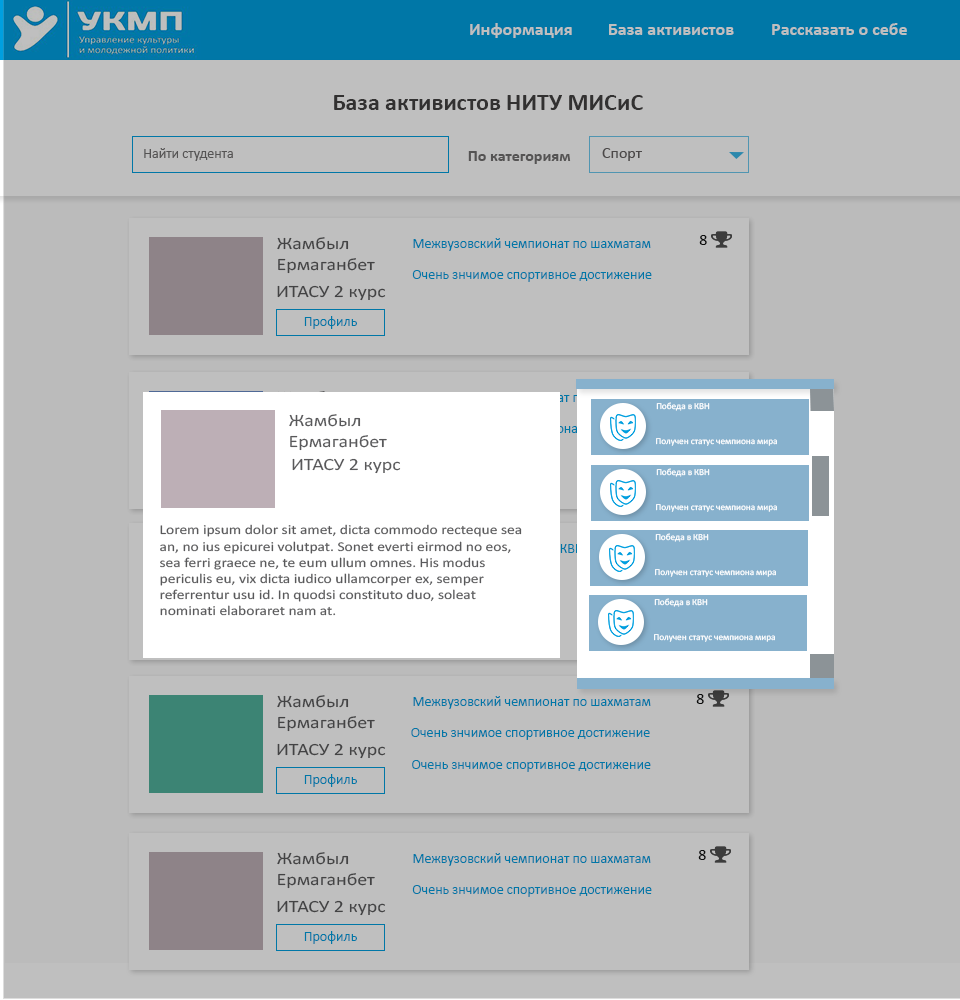 УКМП
Управление культуры
и молодежной политики
Информация
База активистов
Рассказать о себе
База активистов НИТУ МИСиС
Найти студента
По категориям
Спорт
Жамбыл
Ермаганбет
ИТАСУ 2 курс
Профиль
Межвузовский чемпионат по шахматам
Очень знчимое спортивное достижение
8
Жамбыл
Ермаганбет
ИТАСУ 2 курс
Lorem ipsum dolor sit amet, dicta commodo recteque sea
an, no ius epicurei volutpat. Sonet everti eirmod no eos,
sea ferri graece ne, te eum ullum omnes. His modus
periculis eu, vix dicta iudico ullamcorper ex, semper
referrentur usu id. In quodsi constituto duo, soleat
nominati elaboraret nam at.
КВН
Победа в КВН
Получен статус чемпиона мира
Победа в КВН
Получен статус чемпиона мира
Победа в КВН
Получен статус чемпиона мира
Победа в КВН
Получен статус чемпиона мира
Жамбыл
Ермаганбет
ИТАСУ 2 курс
Профиль
Межвузовский чемпионат по шахматам
Очень знчимое спортивное достижение
Очень знчимое спортивное достижение
8
Жамбыл
Ермаганбет
ИТАСУ 2 курс
Профиль
Межвузовский чемпионат по шахматам
Очень знчимое спортивное достижение
8